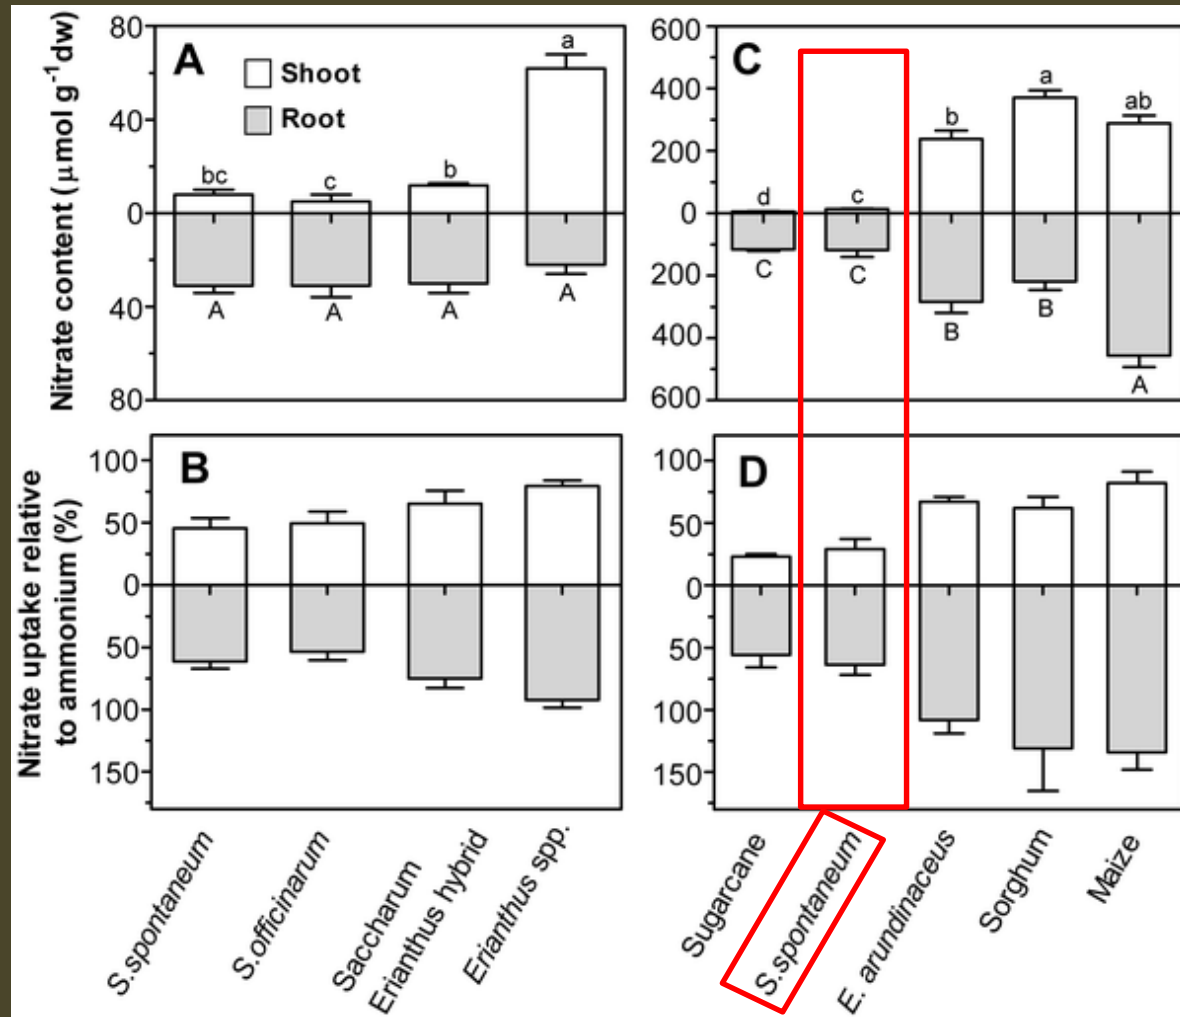 Nitrate content (μmol g⁻¹dw)
80
40
0
40
80
A
Shoot
Root
bc
c
b
a
A
A
A
A
600
400
200
0
200
400
600
C
d
c
b
a
ab
C
C
B
B
A
Nitrate uptake relative
to ammonium (%)
100
50
0
50
100
150
B
100
50
0
50
100
150
D
S.spontaneum
S.officinarum
Saccharum
Erianthus hybrid
Erianthus spp.
Sugarcane
S.spontaneum
E. arundinaceus
Sorghum
Maize